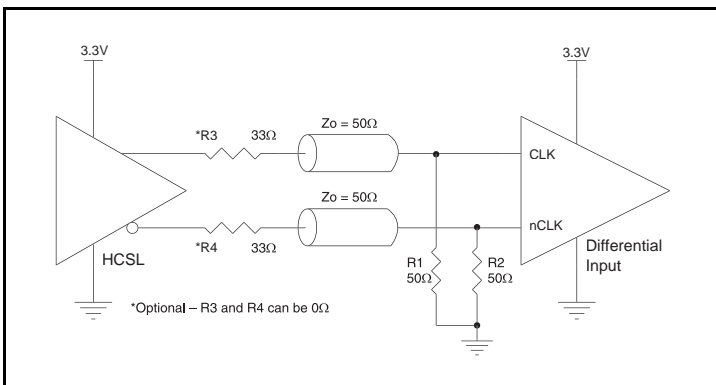 3.3V
3.3V
*R3 33Ω
Zo = 50Ω
CLK
Zo = 50Ω
nCLK
*R4 33Ω
HCSL
Differential
Input
R1
50Ω
R2
50Ω
*Optional – R3 and R4 can be 0Ω